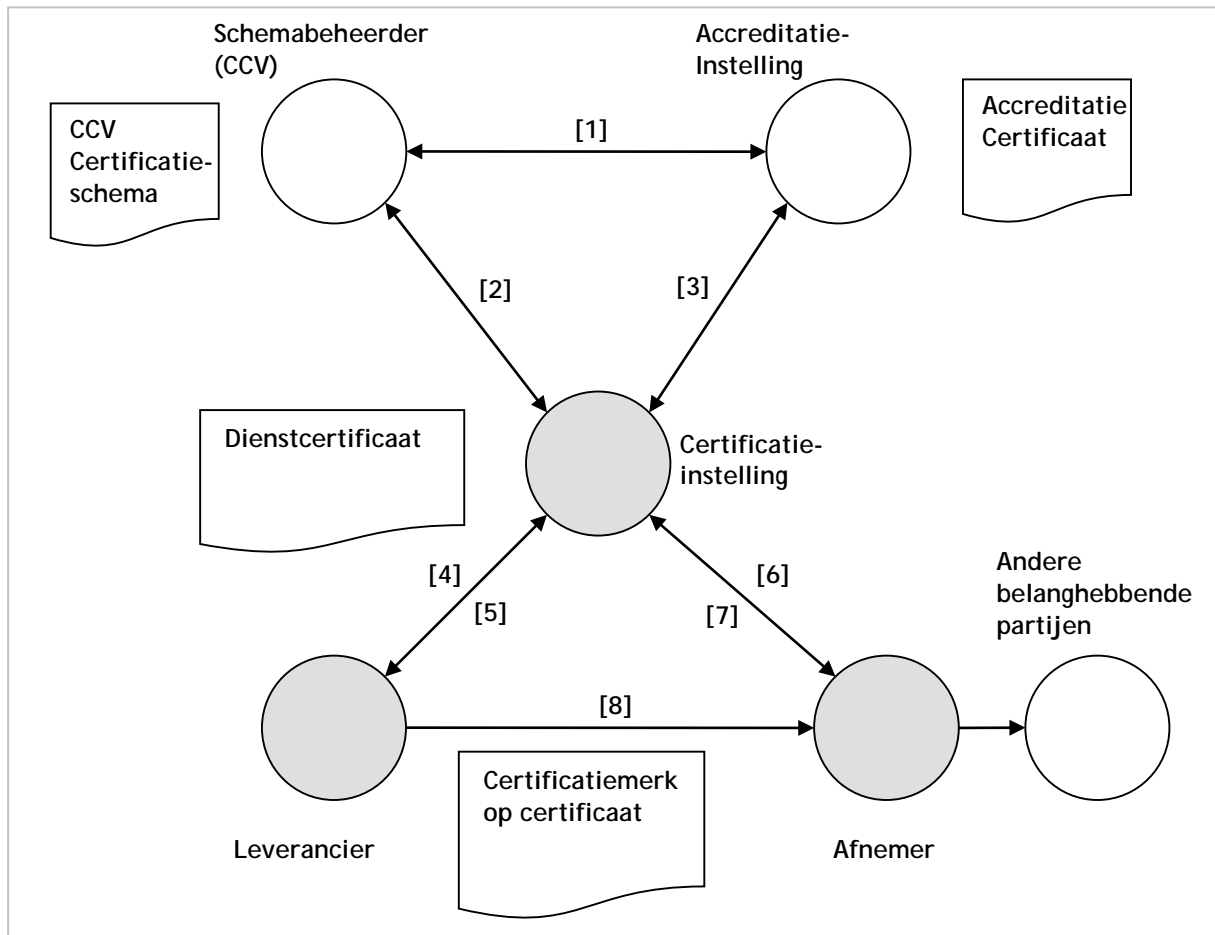 Schemabeheerder
(CCV)
Accreditatie-
Instelling
CCV
Certificatie-
schema
[1]
Accreditatie
Certificaat
[2]
[3]
Dienstcertificaat
Certificatie-
instelling
[4]
[5]
[6]
[7]
Andere
belanghebbende
partijen
[8]
Certificatiemerk
op certificaat
Leverancier
Afnemer